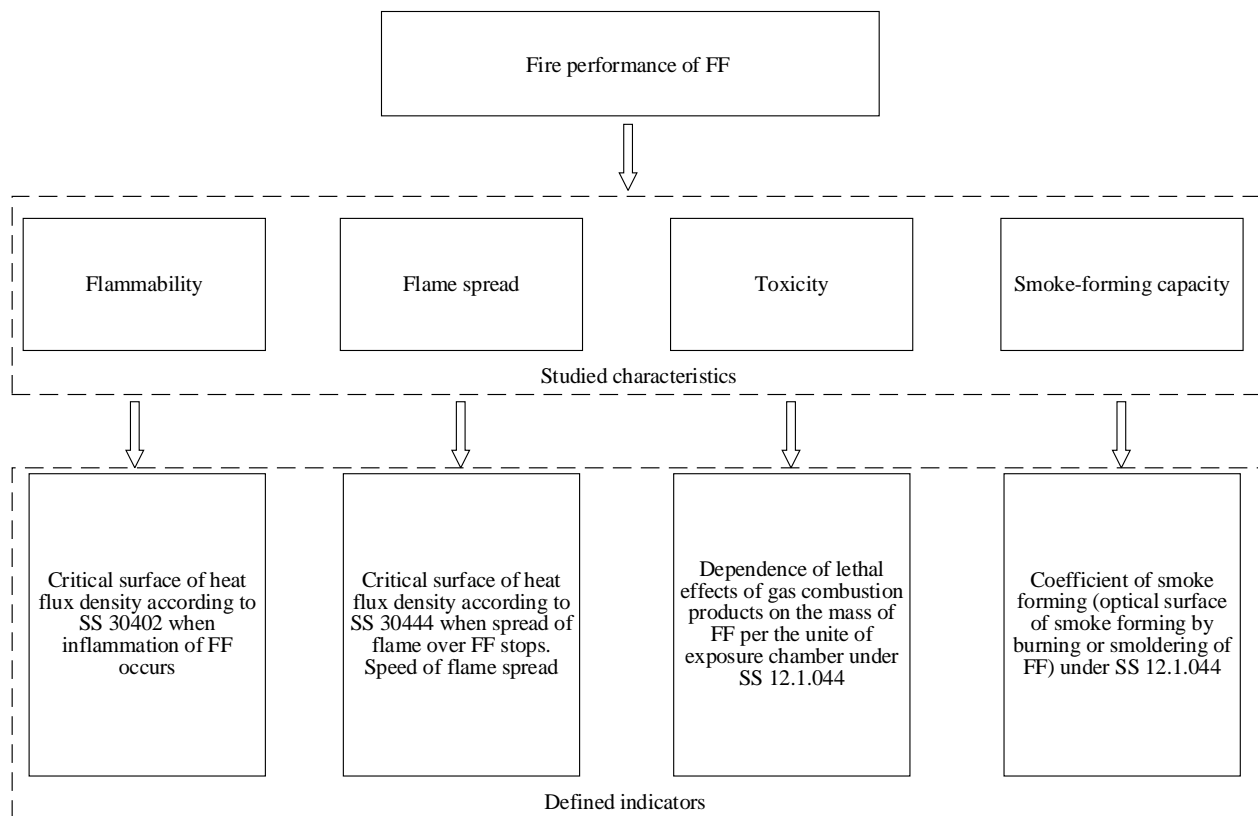 Fire performance of FF
Flammability
Flame spread
Toxicity
Smoke-forming capacity
Studied characteristics
Critical surface of heat
flux density according to
SS 30402 when
inflammation of FF
occurs
Critical surface of heat
flux density according to
SS 30444 when spread of
flame over FF stops.
Speed of flame spread
Dependence of lethal
effects of gas combustion
products on the mass of
FF per the unite of
exposure chamber under
SS 12.1.044
Coefficient of smoke
forming (optical surface
of smoke forming by
burning or smoldering of
FF) under SS 12.1.044
Defined indicators